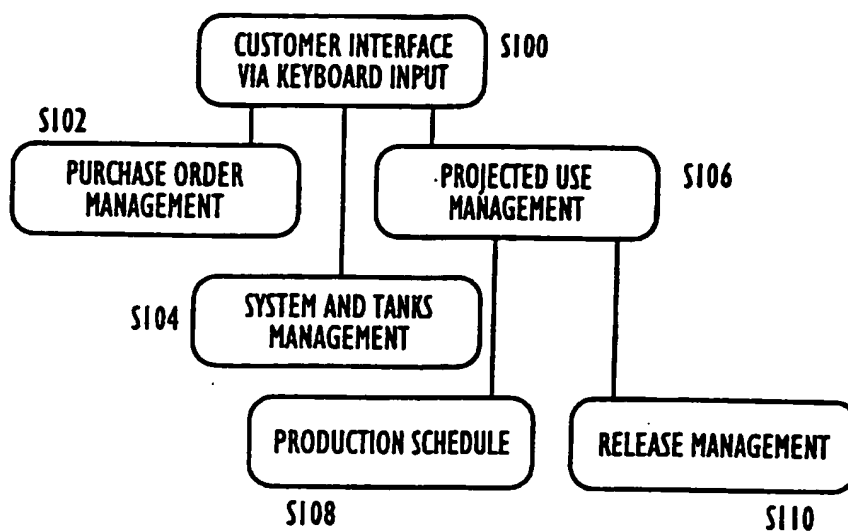 CUSTOMER INTERFACE
VIA KEYBOARD INPUT
S100
S102
PURCHASE ORDER
MANAGEMENT
PROJECTED USE
MANAGEMENT
S106
S104
SYSTEM AND TANKS
MANAGEMENT
PRODUCTION SCHEDULE
S108
RELEASE MANAGEMENT
S110